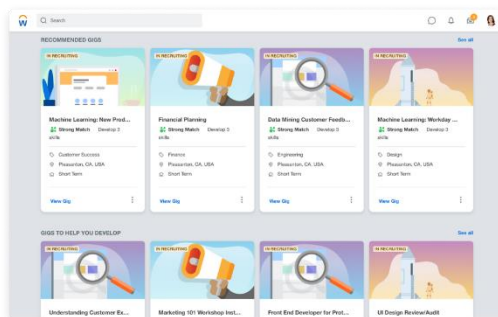 Search
RECOMMENDED GIGS
See all
IN RECRUITING
IN RECRUITING
IN RECRUITING
IN RECRUITING
Machine Learning: New Prod...
Financial Planning
Data Mining Customer Feedb...
Machine Learning: Workday ...
Strong Match Develop 3 skills
Strong Match Develop 3 skills
Strong Match Develop 3 skills
Strong Match Develop 3 skills
Customer Success
Finance
Engineering
Design
Pleasanton, CA, USA
Pleasanton, CA, USA
Pleasanton, CA, USA
Pleasanton, CA, USA
Short Term
Short Term
Short Term
Short Term
View Gig
View Gig
View Gig
View Gig
GIGS TO HELP YOU DEVELOP
See all
IN RECRUITING
IN RECRUITING
IN RECRUITING
IN RECRUITING
Understanding Customer Ex...
Marketing 101 Workshop Inst...
Front End Developer for Prot...
UI Design Review/Audit